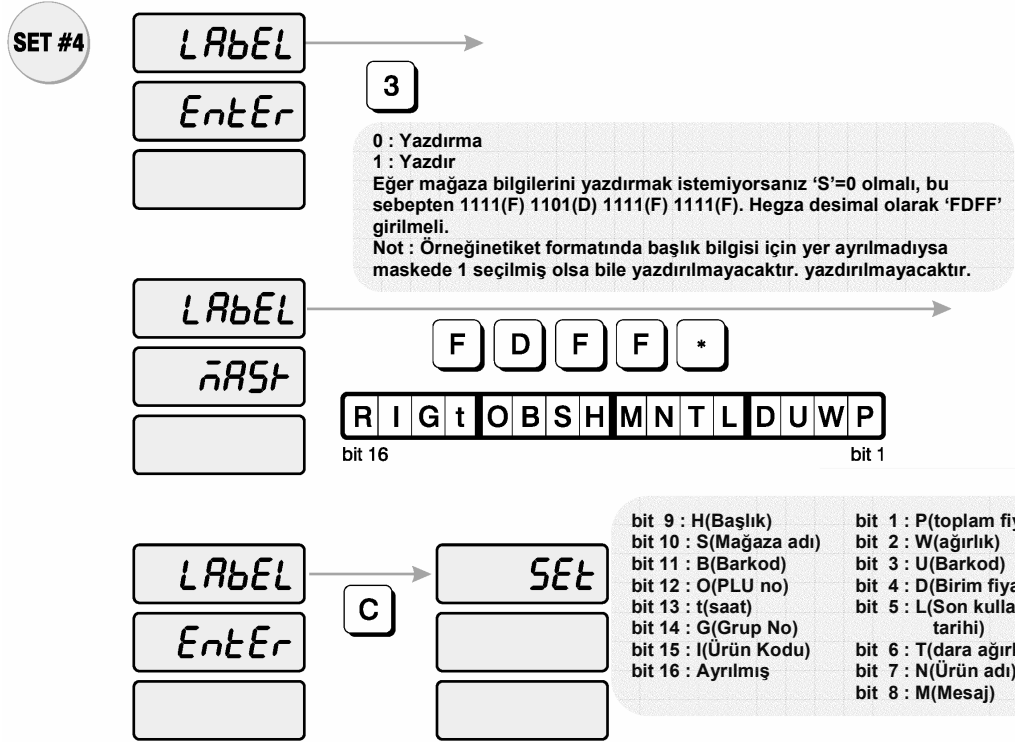 SET #4
LAbEL
EntEr
3
0 : Yazdırma
1 : Yazdır
Eğer mağaza bilgilerini yazdırmak istemiyorsanız ‘S’=0 olmalı, bu
sebepten 1111(F) 1101(D) 1111(F) 1111(F). Hegza desimal olarak ‘FDFF’
girilmeli.
Not : Örneğinetiket formatında başlık bilgisi için yer ayrılmadıysa
maskede 1 seçilmiş olsa bile yazdırılmayacaktır. yazdırılmayacaktır.
LAbEL
MASK
F D F F *
R I G t O B S H M N T L D U W P
bit 16 bit 1
LAbEL
EntEr
C
SEt
bit 9 : H(Başlık)
bit 10 : S(Mağaza adı)
bit 11 : B(Barkod)
bit 12 : O(PLU no)
bit 13 : t(saat)
bit 14 : G(Grup No)
bit 15 : I(Ürün Kodu)
bit 16 : Ayrılmış
bit 1 : P(toplam
bit 2 : W(ağırlık)
bit 3 : U(Barkod)
bit 4 : D(Birim
bit 5 : L(Son
tarihi)
bit 6 : T(dara
bit 7 : N(Ürün adı)
bit 8 : M(Mesaj)